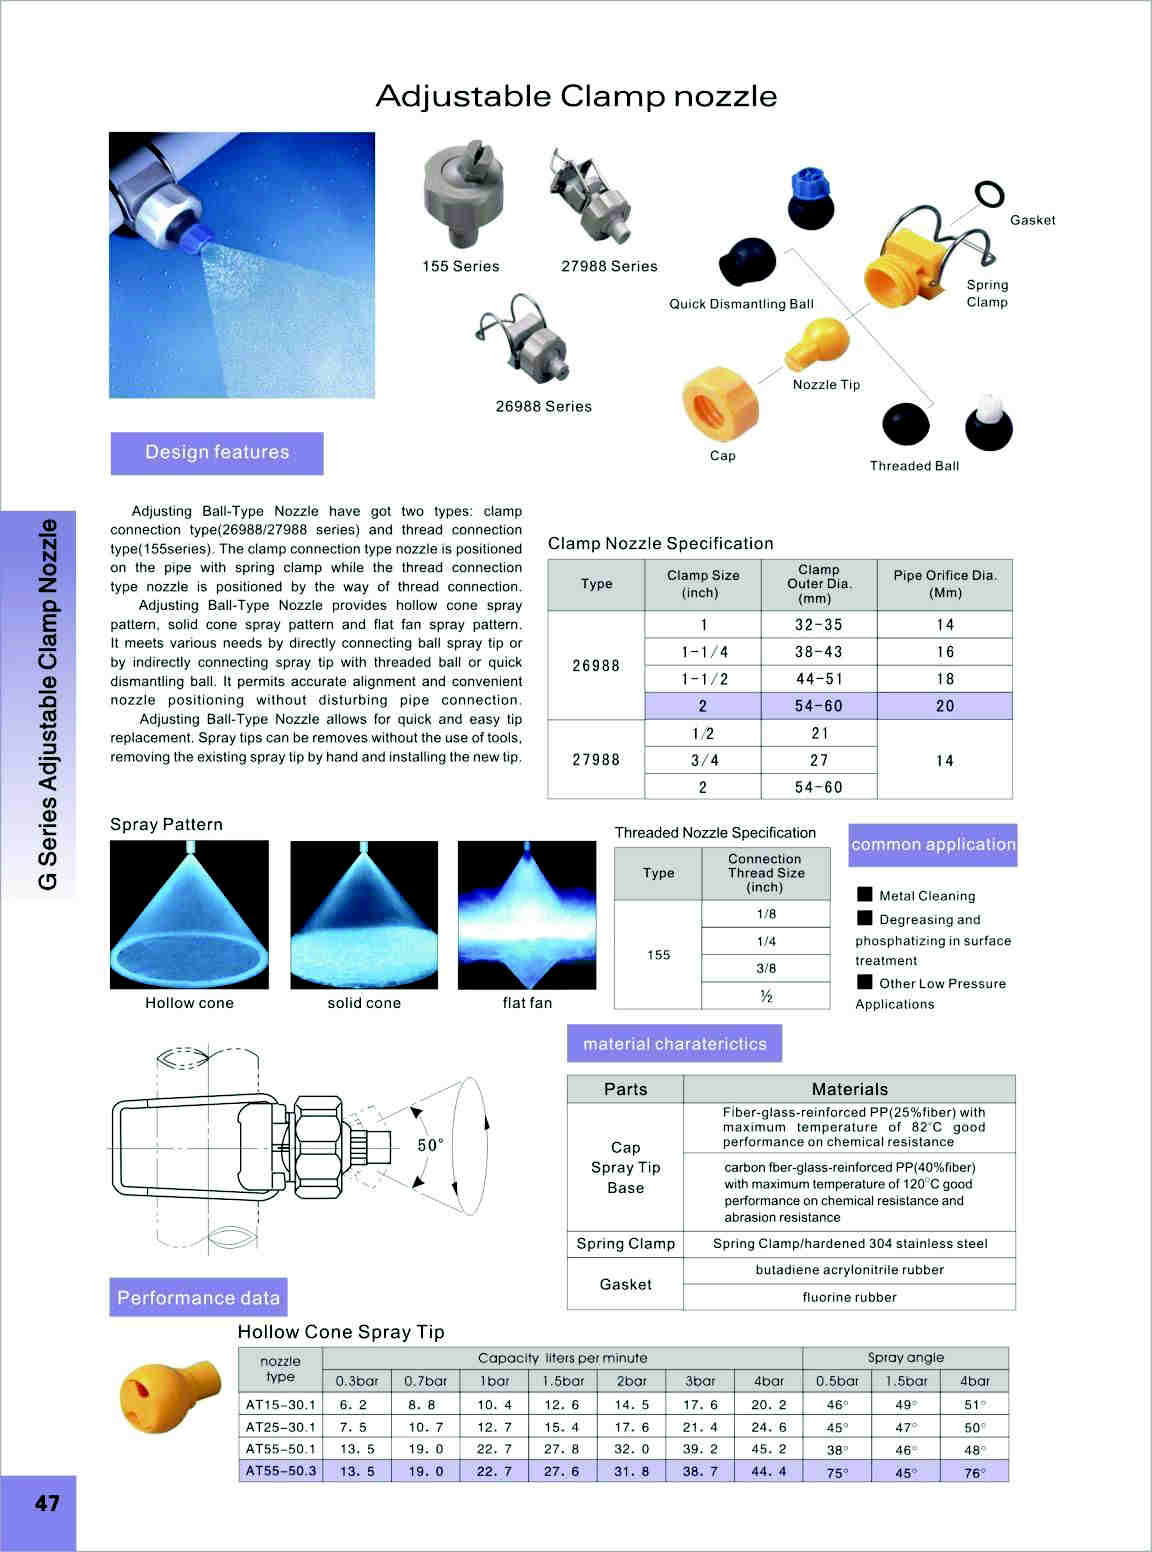 Adjustable Clamp nozzle
155 Series
27988 Series
26988 Series
Gasket
Spring
Clamp
Quick Dismantling Ball
Nozzle Tip
Cap
Threaded Ball
Design features
Adjusting Ball-Type Nozzle have got two types: clamp
connection type(26988/27988 series) and thread connection
type(155series). The clamp connection type nozzle is positioned
on the pipe with spring clamp while the thread connection
type nozzle is positioned by the way of thread connection.
Adjusting Ball-Type Nozzle provides hollow cone spray
pattern, solid cone spray pattern and flat fan spray pattern.
It meets various needs by directly connecting ball spray tip or
by indirectly connecting spray tip with threaded ball or quick
dismantling ball. It permits accurate alignment and convenient
nozzle positioning without disturbing pipe connection.
Adjusting Ball-Type Nozzle allows for quick and easy tip
replacement. Spray tips can be removes without the use of tools,
removing the existing spray tip by hand and installing the new tip.
G Series Adjustable Clamp Nozzle
Clamp Nozzle Specification
Type Clamp Size (inch) Clamp Outer Dia. (mm) Pipe Orifice Dia. (Mm)
26988 1 32-35 14
1-1/4 38-43 16
1-1/2 44-51 18
2 54-60 20
27988 1/2 21 14
3/4 27
2 54-60
Spray Pattern
Hollow cone
solid cone
flat fan
Threaded Nozzle Specification
Type Connection Thread Size (inch)
155 1/8
1/4
3/8
½
common application
■ Metal Cleaning
■ Degreasing and
phosphatizing in surface
treatment
■ Other Low Pressure
Applications
50°
material charaterictics
Parts Materials
Cap
Spray Tip
Base
Fiber-glass-reinforced PP(25%fiber) with
maximum temperature of 82°C good
performance on chemical resistance
carbon fber-glass-reinforced PP(40%fiber)
with maximum temperature of 120°C good
performance on chemical resistance and
abrasion resistance
Spring Clamp Spring Clamp/hardened 304 stainless steel
Gasket butadiene acrylonitrile rubber
fluorine rubber
Performance data
Hollow Cone Spray Tip
nozzle type Capacity liters per minute Spray angle
0.3bar 0.7bar 1bar 1.5bar 2bar 3bar 4bar 0.5bar 1.5bar 4bar
AT15-30.1 6.2 8.8 10.4 12.6 14.5 17.6 20.2 46° 49° 51°
AT25-30.1 7.5 10.7 12.7 15.4 17.6 21.4 24.6 45° 47° 50°
AT55-50.1 13.5 19.0 22.7 27.8 32.0 39.2 45.2 38° 46° 48°
AT55-50.3 13.5 19.0 22.7 27.6 31.8 38.7 44.4 75° 45° 76°
47